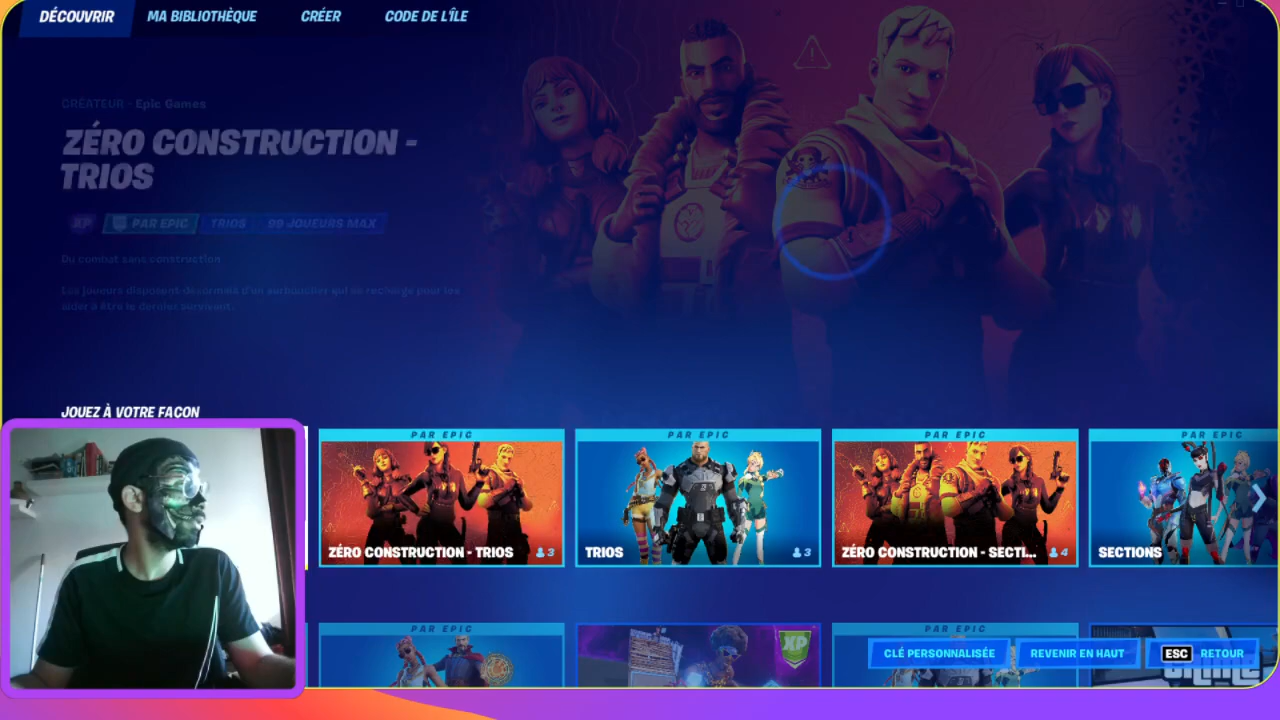 DÉCOUVRIR MA BIBLIOTHÈQUE CRÉER CODE DE L'ÎLE
CRÉATEUR - Epic Games
ZÉRO CONSTRUCTION -
TRIOS
XP PAR EPIC TRIOS 99 JOUEURS MAX
Du combat sans construction
Les joueurs disposent désormais d'un surbouclier qui se recharge pour les
aider à être le dernier survivant.
JOUEZ À VOTRE FAÇON
PAR EPIC PAR EPIC PAR EPIC PAR EPIC
ZÉRO CONSTRUCTION - TRIOS 3 TRIOS 3 ZÉRO CONSTRUCTION - SECTI... 4 SECTIONS
PAR EPIC XP PAR EPIC
CLÉ PERSONNALISÉE REVENIR EN HAUT ESC RETOUR